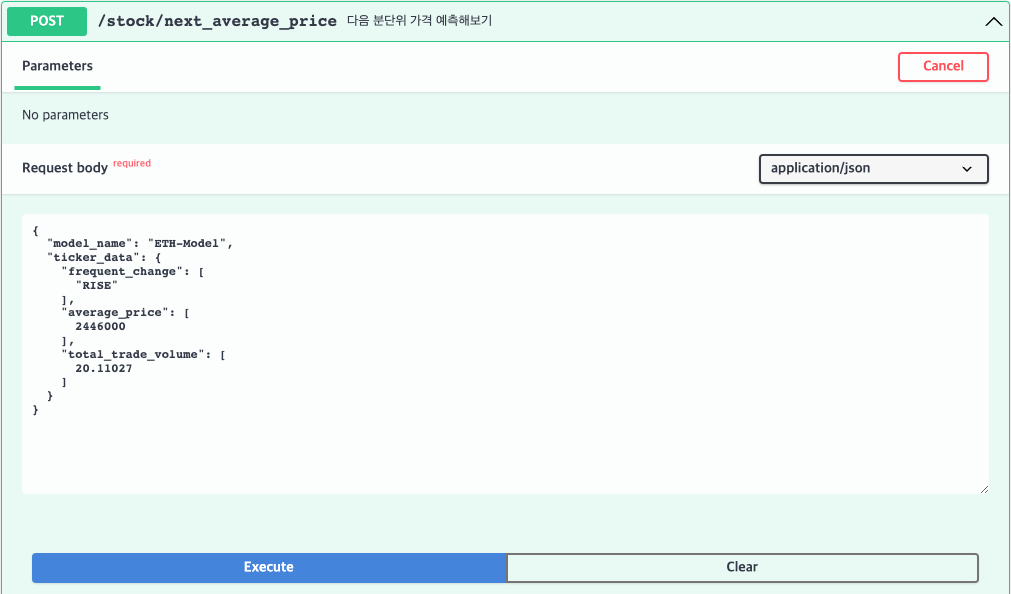 POST /stock/next_average_price 다음 분단위 가격 예측해보기
Parameters
Cancel
No parameters
Request body required
application/json
{
  "model_name": "ETH-Model",
  "ticker_data": {
    "frequent_change": [
      "RISE"
    ],
    "average_price": [
      2446000
    ],
    "total_trade_volume": [
      20.11027
    ]
  }
}
Execute
Clear